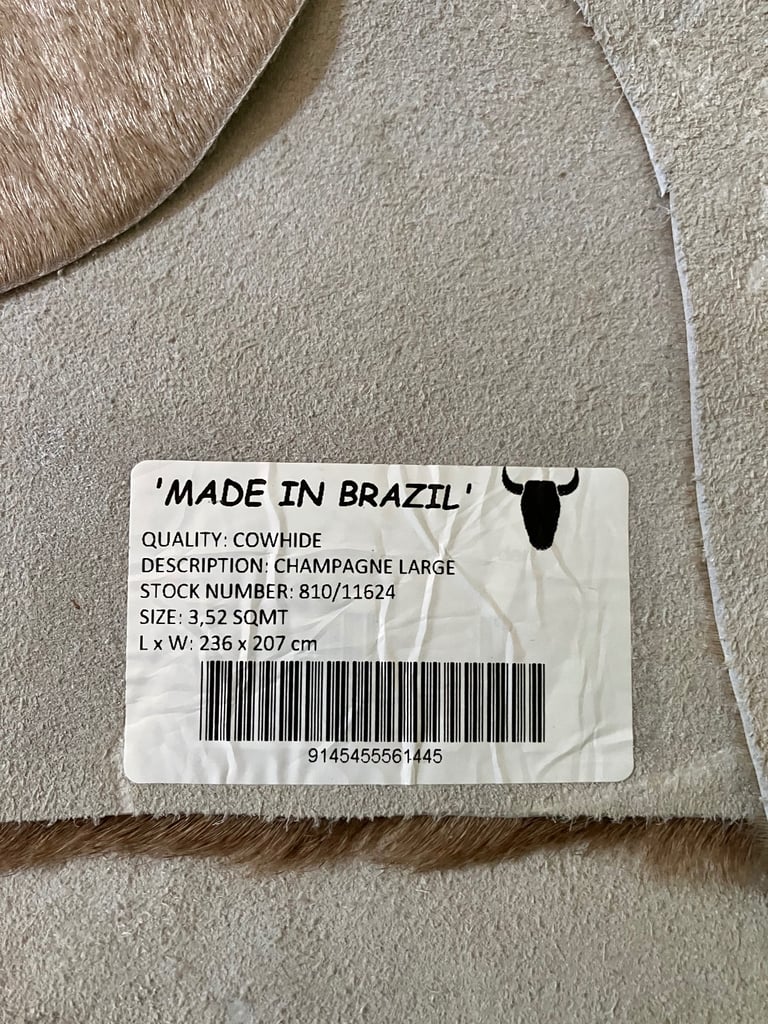 'MADE IN BRAZIL'
QUALITY: COWHIDE
DESCRIPTION: CHAMPAGNE LARGE
STOCK NUMBER: 810/11624
SIZE: 3,52 SQMT
L x W: 236 x 207 cm
9145455561445